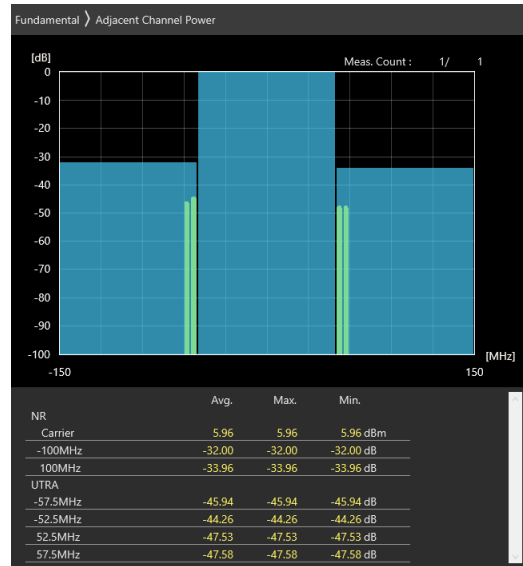 Fundamental 〉 Adjacent Channel Power
[dB]
Meas. Count : 1/ 1
0
-10
-20
-30
-40
-50
-60
-70
-80
-90
-100
[MHz]
-150 150
Avg. Max. Min.
NR
Carrier 5.96 5.96 5.96 dBm
-100MHz -32.00 -32.00 -32.00 dB
100MHz -33.96 -33.96 -33.96 dB
UTRA
-57.5MHz -45.94 -45.94 -45.94 dB
-52.5MHz -44.26 -44.26 -44.26 dB
52.5MHz -47.53 -47.53 -47.53 dB
57.5MHz -47.58 -47.58 -47.58 dB